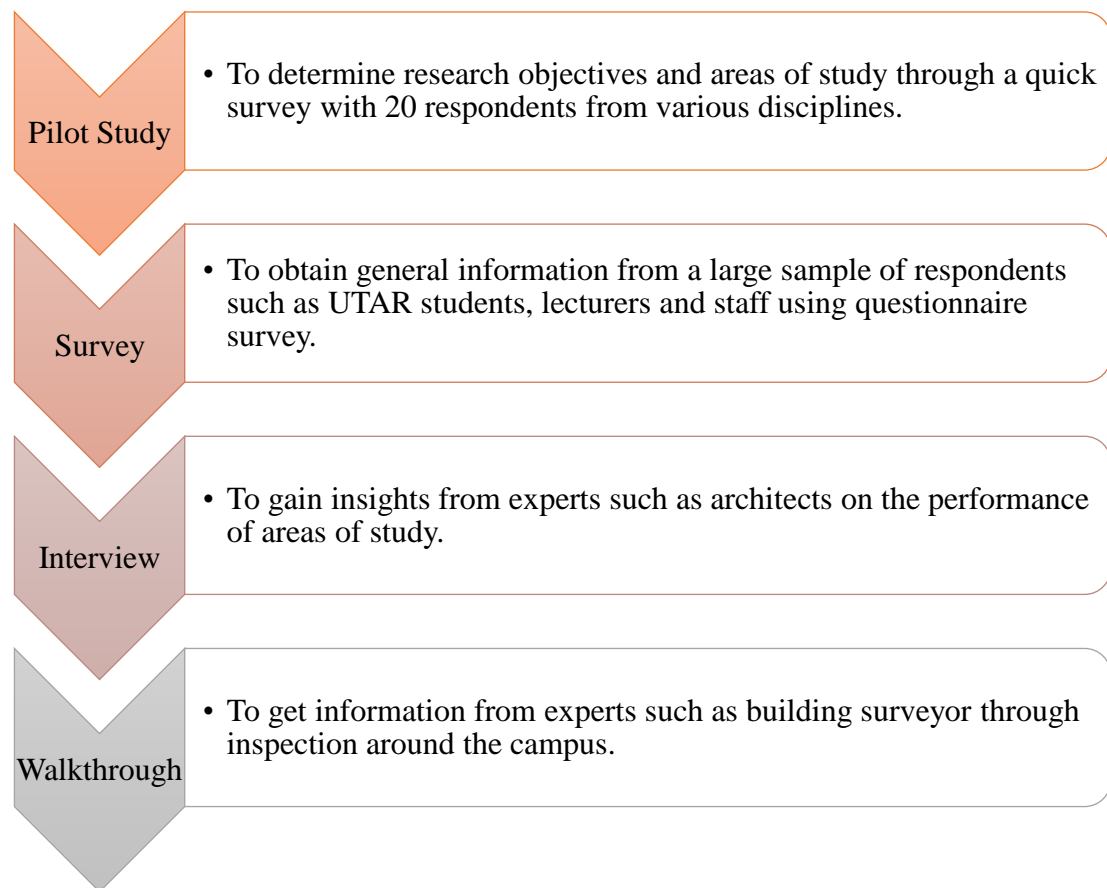 Pilot Study
• To determine research objectives and areas of study through a quick
survey with 20 respondents from various disciplines.
Survey
• To obtain general information from a large sample of respondents
such as UTAR students, lecturers and staff using questionnaire
survey.
Interview
• To gain insights from experts such as architects on the performance
of areas of study.
Walkthrough
• To get information from experts such as building surveyor through
inspection around the campus.